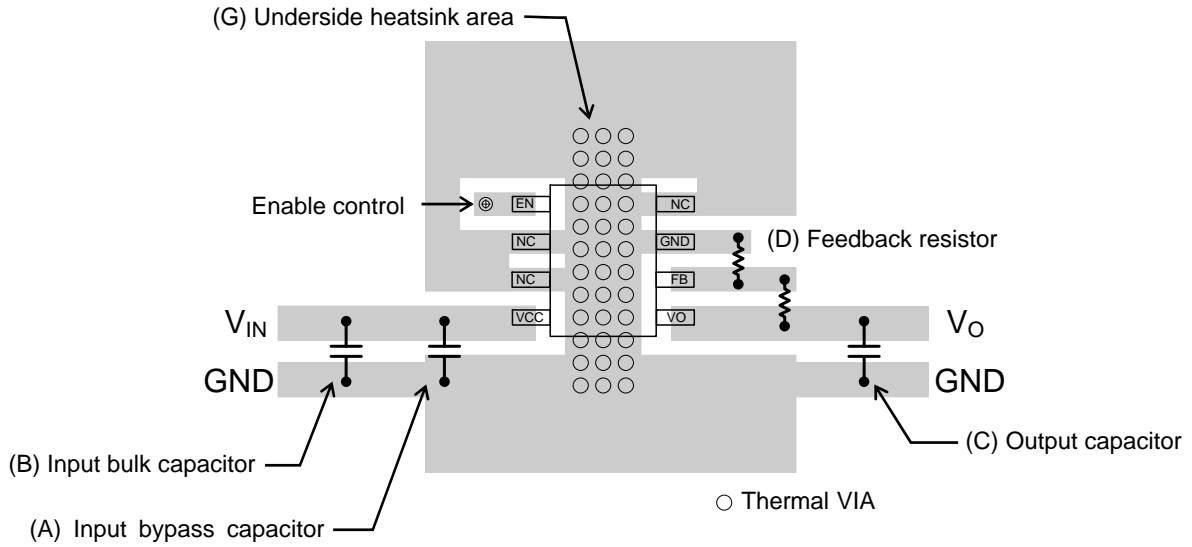 (G) Underside heatsink area
Enable control
EN
NC
NC
GND
(D) Feedback resistor
NC
FB
VIN
VCC
VO
VO
GND
GND
(B) Input bulk capacitor
(C) Output capacitor
Thermal VIA
(A) Input bypass capacitor